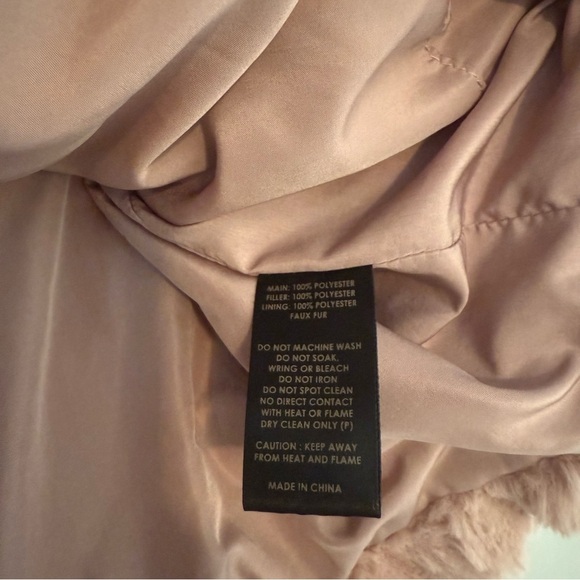 MAIN: 100% POLYESTER
FILLER: 100% POLYESTER
LINING: 100% POLYESTER
FAUX FUR
DO NOT MACHINE WASH
DO NOT SOAK,
WRING OR BLEACH
DO NOT IRON
DO NOT SPOT CLEAN
NO DIRECT CONTACT
WITH HEAT OR FLAME
DRY CLEAN ONLY (P)
CAUTION : KEEP AWAY
FROM HEAT AND FLAME
MADE IN CHINA